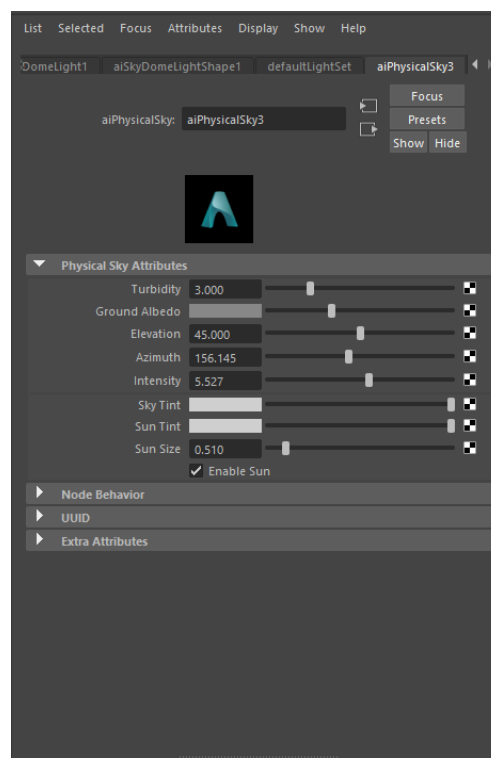 List Selected Focus Attributes Display Show Help
DomeLight1 aiSkyDomeLightShape1 defaultLightSet aiPhysicalSky3
Focus
aiPhysicalSky: aiPhysicalSky3
Presets
Show Hide
Physical Sky Attributes
Turbidity 3.000
Ground Albedo
Elevation 45.000
Azimuth 156.145
Intensity 5.527
Sky Tint
Sun Tint
Sun Size 0.510
Enable Sun
Node Behavior
UUID
Extra Attributes